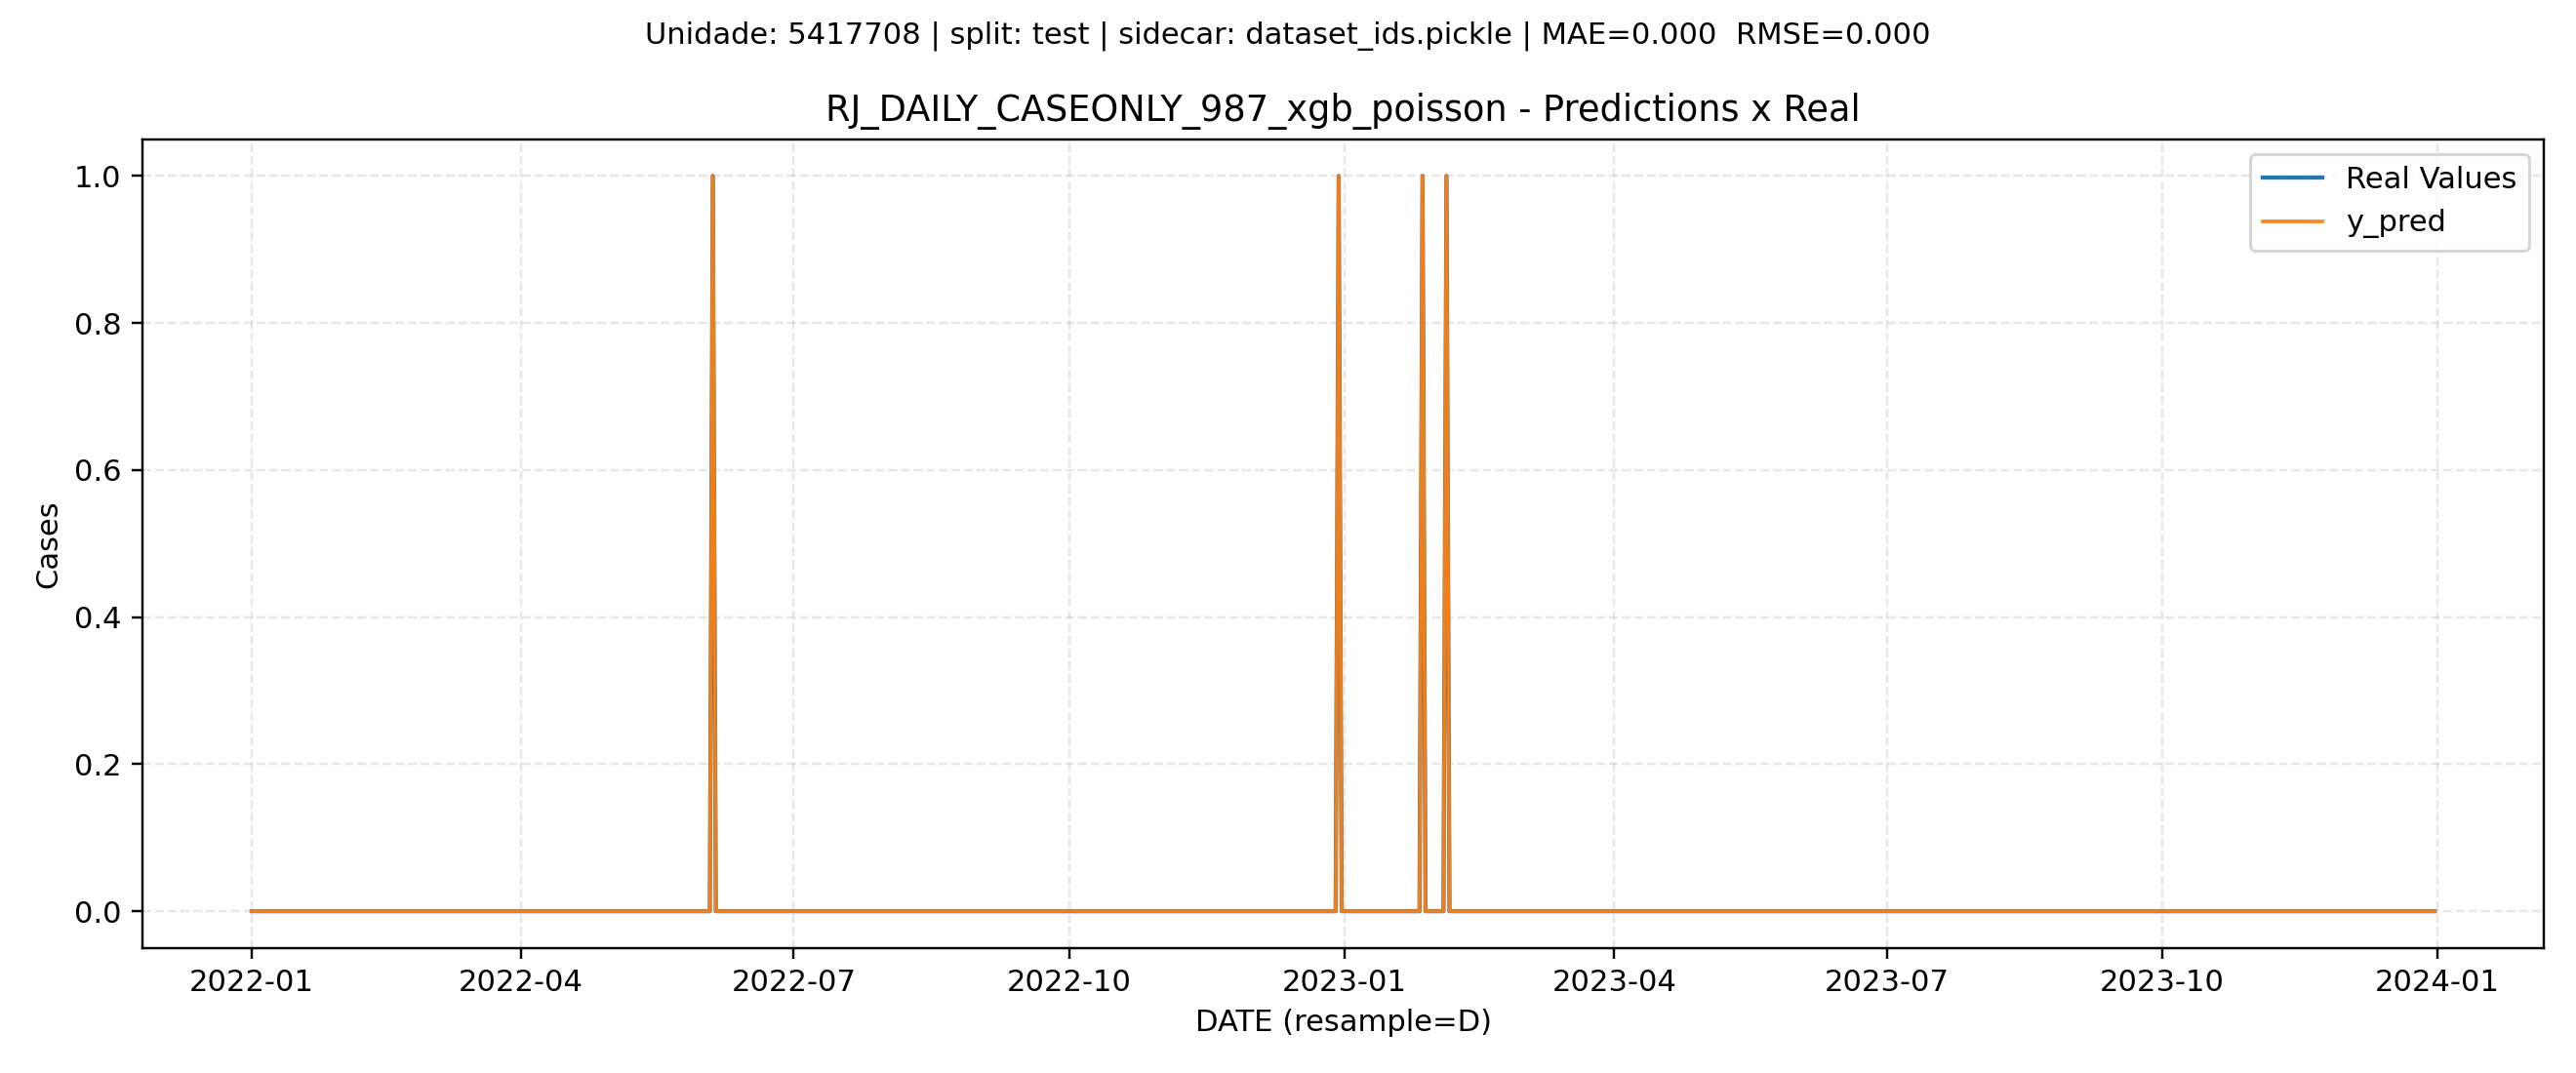 Unidade: 5417708 | split: test | sidecar: dataset_ids.pickle | MAE=0.000  RMSE=0.000
RJ_DAILY_CASEONLY_987_xgb_poisson - Predictions x Real
Real Values
y_pred
1.0
0.8
0.6
0.4
0.2
0.0
Cases
2022-01 2022-04 2022-07 2022-10 2023-01 2023-04 2023-07 2023-10 2024-01
DATE (resample=D)